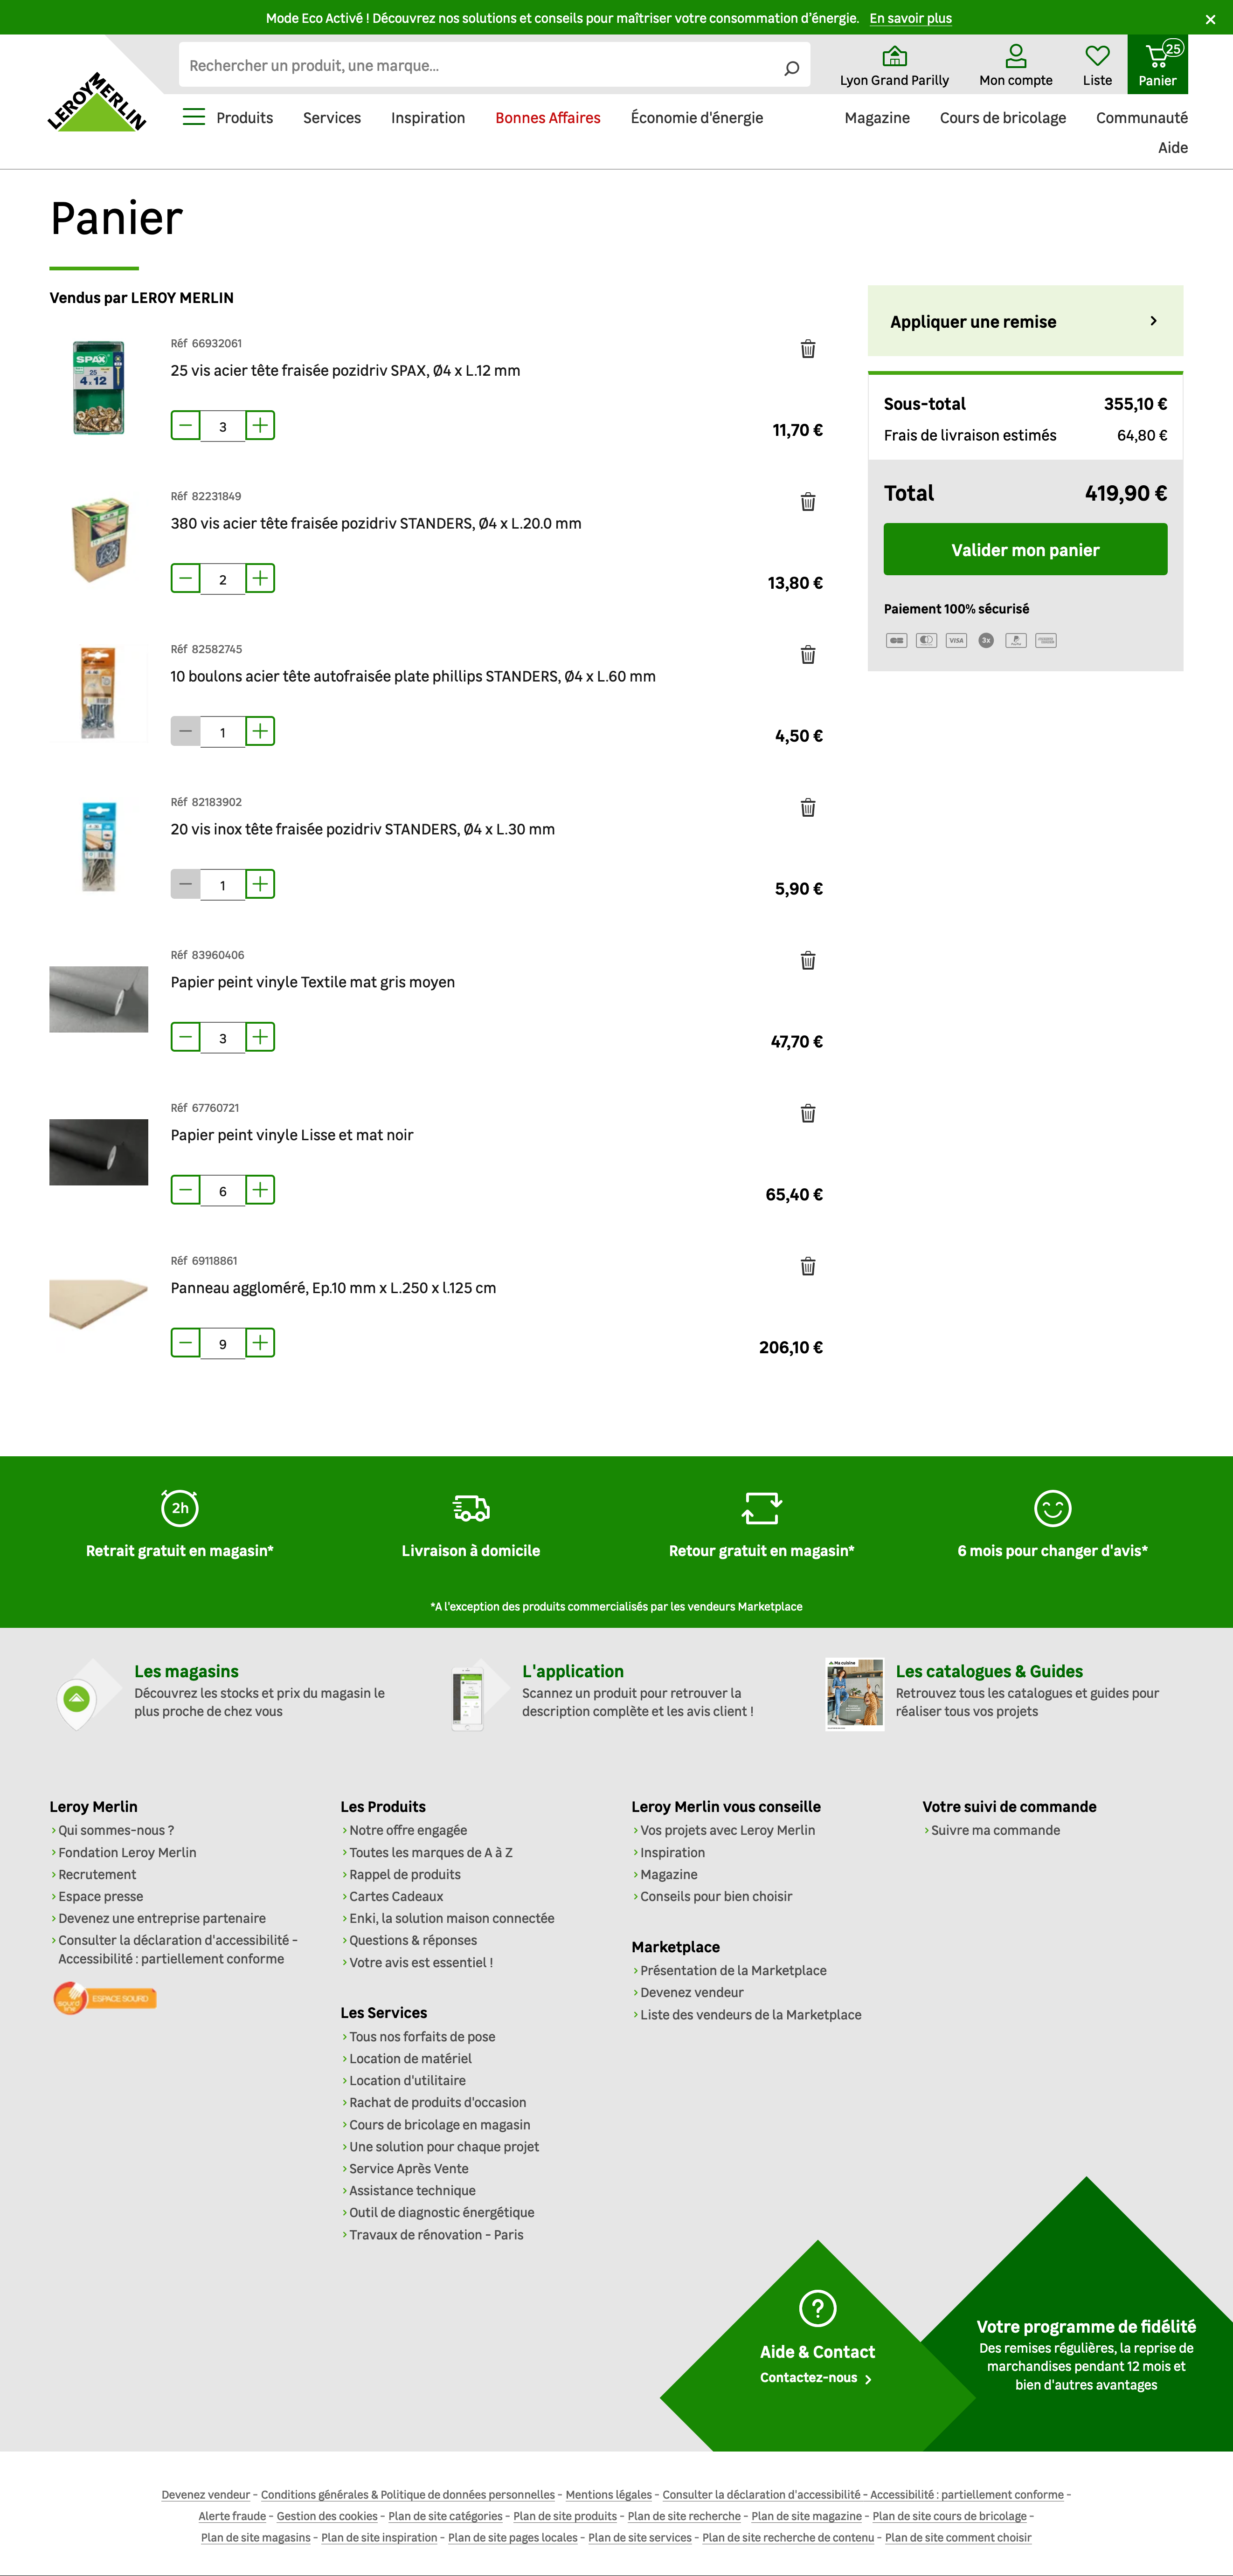 Mode Eco Activé ! Découvrez nos solutions et conseils pour maîtriser votre consommation d'énergie. En savoir plus
LEROY MERLIN
Rechercher un produit, une marque...
Lyon Grand Parilly
Mon compte
Liste
25
Panier
Produits
Services
Inspiration
Bonnes Affaires
Économie d'énergie
Magazine
Cours de bricolage
Communauté
Aide
Panier
Vendus par LEROY MERLIN
SPAX
25
4x12
Réf 66932061
25 vis acier tête fraisée pozidriv SPAX, Ø4 x L.12 mm
3
11,70 €
Réf 82231849
380 vis acier tête fraisée pozidriv STANDERS, Ø4 x L.20.0 mm
2
13,80 €
Réf 82582745
10 boulons acier tête autofraisée plate phillips STANDERS, Ø4 x L.60 mm
1
4,50 €
Réf 82183902
20 vis inox tête fraisée pozidriv STANDERS, Ø4 x L.30 mm
1
5,90 €
Réf 83960406
Papier peint vinyle Textile mat gris moyen
3
47,70 €
Réf 67760721
Papier peint vinyle Lisse et mat noir
6
65,40 €
Réf 69118861
Panneau aggloméré, Ep.10 mm x L.250 x l.125 cm
9
206,10 €
Appliquer une remise
Sous-total 355,10 €
Frais de livraison estimés 64,80 €
Total 419,90 €
Valider mon panier
Paiement 100% sécurisé
VISA
3x
2h
Retrait gratuit en magasin*
Livraison à domicile
Retour gratuit en magasin*
6 mois pour changer d'avis*
*A l'exception des produits commercialisés par les vendeurs Marketplace
Les magasins
Découvrez les stocks et prix du magasin le
plus proche de chez vous
L'application
Scannez un produit pour retrouver la
description complète et les avis client !
Ma cuisine
Les catalogues & Guides
Retrouvez tous les catalogues et guides pour
réaliser tous vos projets
Leroy Merlin
Qui sommes-nous ?
Fondation Leroy Merlin
Recrutement
Espace presse
Devenez une entreprise partenaire
Consulter la déclaration d'accessibilité -
Accessibilité : partiellement conforme
sourd line ESPACE SOURD
Les Produits
Notre offre engagée
Toutes les marques de A à Z
Rappel de produits
Cartes Cadeaux
Enki, la solution maison connectée
Questions & réponses
Votre avis est essentiel !
Les Services
Tous nos forfaits de pose
Location de matériel
Location d'utilitaire
Rachat de produits d'occasion
Cours de bricolage en magasin
Une solution pour chaque projet
Service Après Vente
Assistance technique
Outil de diagnostic énergétique
Travaux de rénovation - Paris
Leroy Merlin vous conseille
Vos projets avec Leroy Merlin
Inspiration
Magazine
Conseils pour bien choisir
Marketplace
Présentation de la Marketplace
Devenez vendeur
Liste des vendeurs de la Marketplace
Votre suivi de commande
Suivre ma commande
?
Aide & Contact
Contactez-nous
Votre programme de fidélité
Des remises régulières, la reprise de
marchandises pendant 12 mois et
bien d'autres avantages
Devenez vendeur - Conditions générales & Politique de données personnelles - Mentions légales - Consulter la déclaration d'accessibilité - Accessibilité : partiellement conforme -
Alerte fraude - Gestion des cookies - Plan de site catégories - Plan de site produits - Plan de site recherche - Plan de site magazine - Plan de site cours de bricolage -
Plan de site magasins - Plan de site inspiration - Plan de site pages locales - Plan de site services - Plan de site recherche de contenu - Plan de site comment choisir